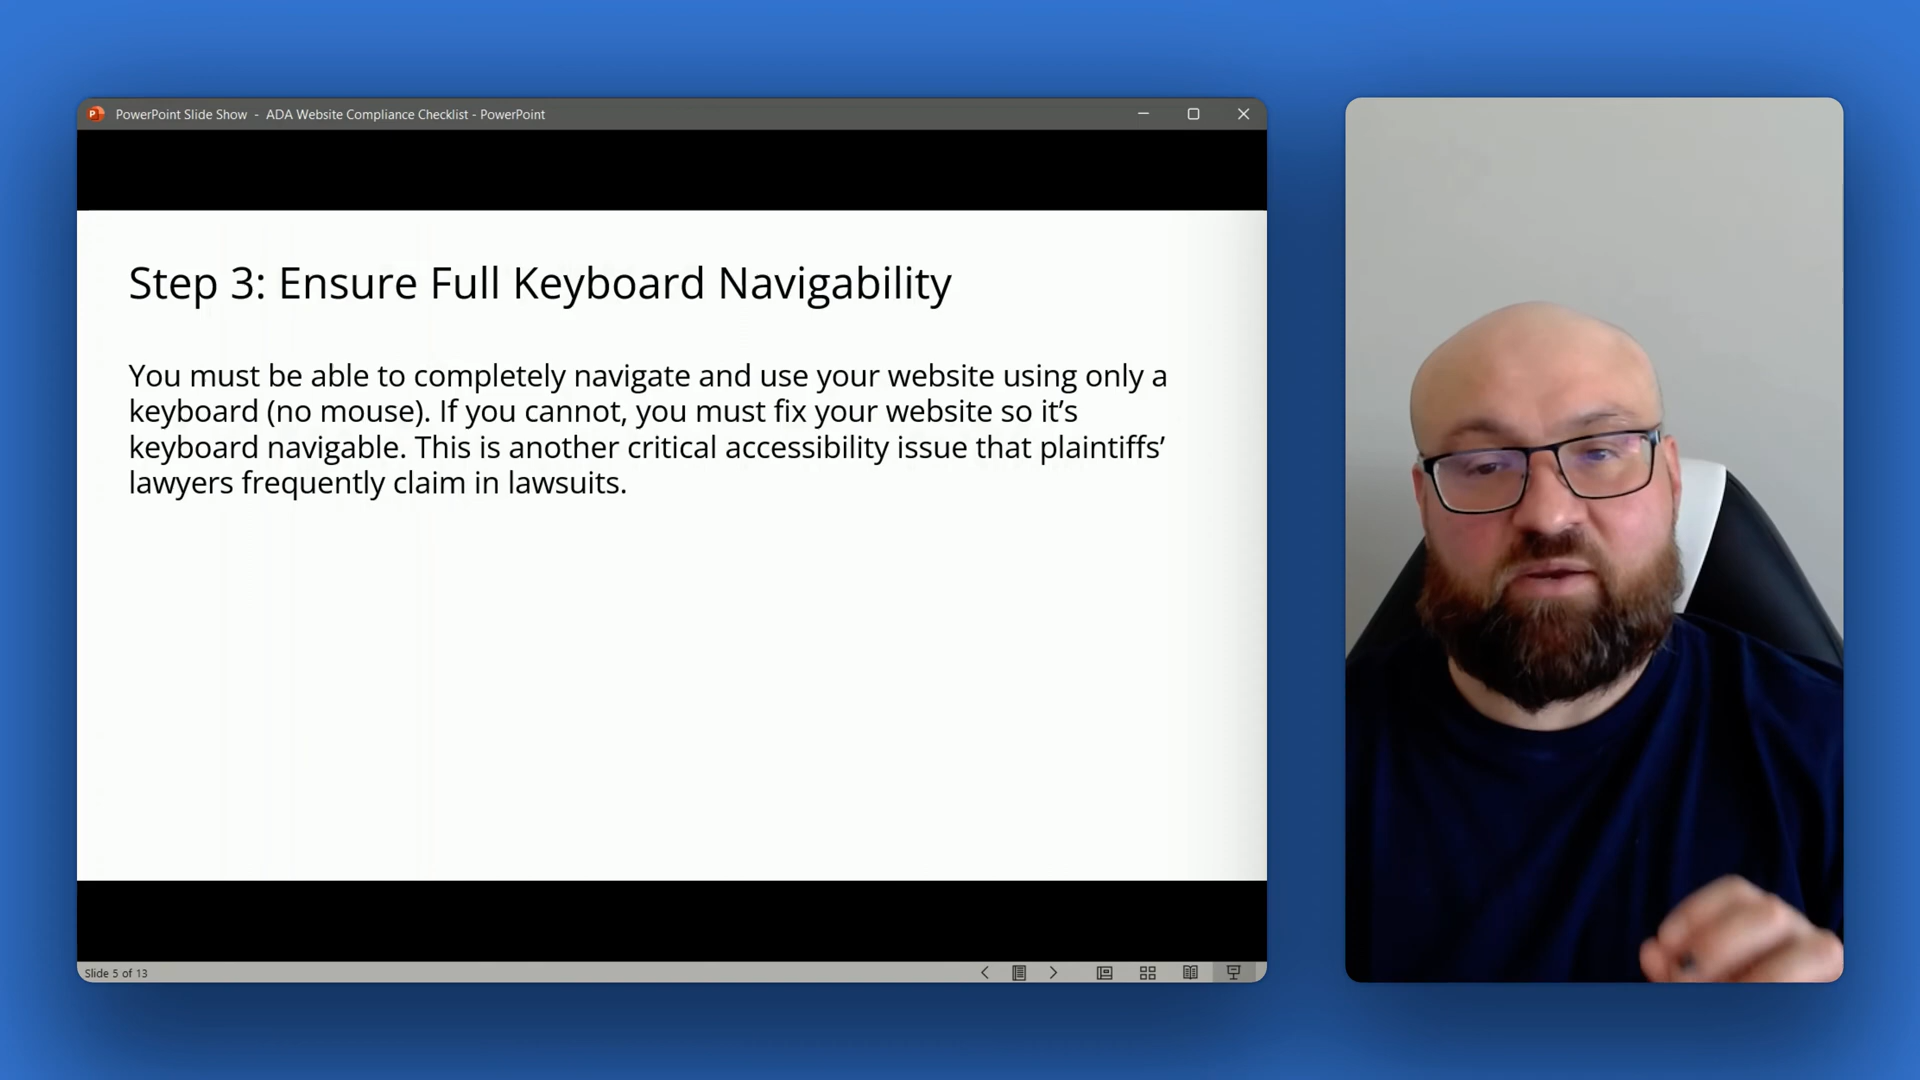 PowerPoint Slide Show - ADA Website Compliance Checklist - PowerPoint
Step 3: Ensure Full Keyboard Navigability
You must be able to completely navigate and use your website using only a
keyboard (no mouse). If you cannot, you must fix your website so it’s
keyboard navigable. This is another critical accessibility issue that plaintiffs’
lawyers frequently claim in lawsuits.
Slide 5 of 13